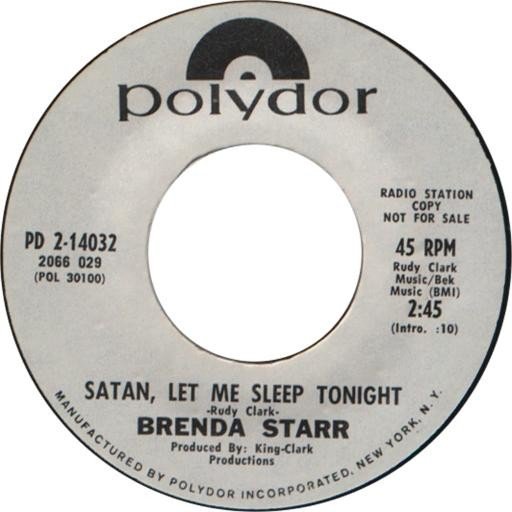 polydor
RADIO STATION
COPY
NOT FOR SALE
PD 2-14032
2066 029
(POL 30100)
45 RPM
Rudy Clark
Music/Bek
Music (BMI)
2:45
(Intro. :10)
SATAN, LET ME SLEEP TONIGHT
-Rudy Clark-
BRENDA STARR
Produced By: King-Clark
Productions
MANUFACTURED BY POLYDOR INCORPORATED, NEW YORK, N.Y.